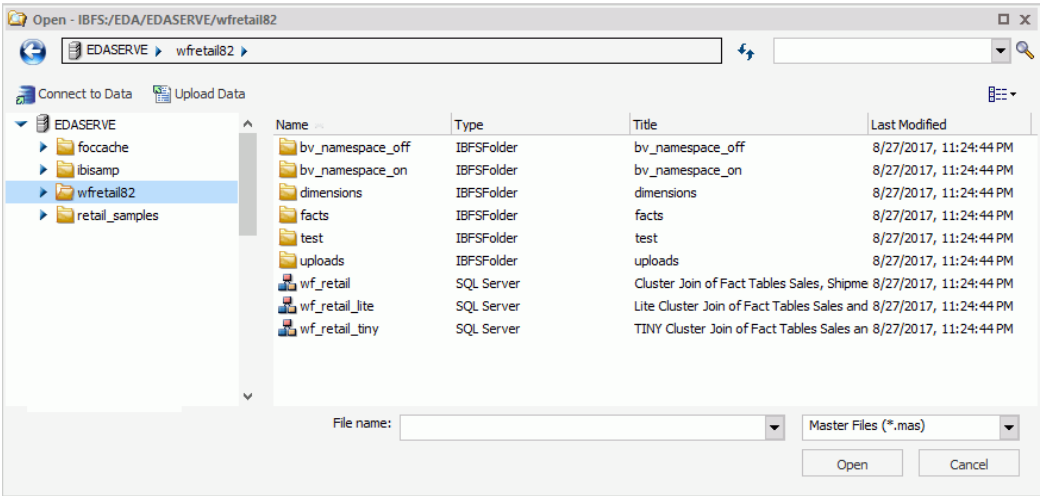 Open - IBFS:/EDA/EDASERVE/wfretail82
EDASERVE wfretail82
Connect to Data Upload Data
EDASERVE
foccache
ibisamp
wfretail82
retail_samples
Name Type Title Last Modified
bv_namespace_off IBFSFolder bv_namespace_off 8/27/2017, 11:24:44 PM
bv_namespace_on IBFSFolder bv_namespace_on 8/27/2017, 11:24:44 PM
dimensions IBFSFolder dimensions 8/27/2017, 11:24:44 PM
facts IBFSFolder facts 8/27/2017, 11:24:44 PM
test IBFSFolder test 8/27/2017, 11:24:44 PM
uploads IBFSFolder uploads 8/27/2017, 11:24:44 PM
wf_retail SQL Server Cluster Join of Fact Tables Sales, Shipme 8/27/2017, 11:24:44 PM
wf_retail_lite SQL Server Lite Cluster Join of Fact Tables Sales and 8/27/2017, 11:24:44 PM
wf_retail_tiny SQL Server TINY Cluster Join of Fact Tables Sales an 8/27/2017, 11:24:44 PM
File name: Master Files (*.mas)
Open Cancel